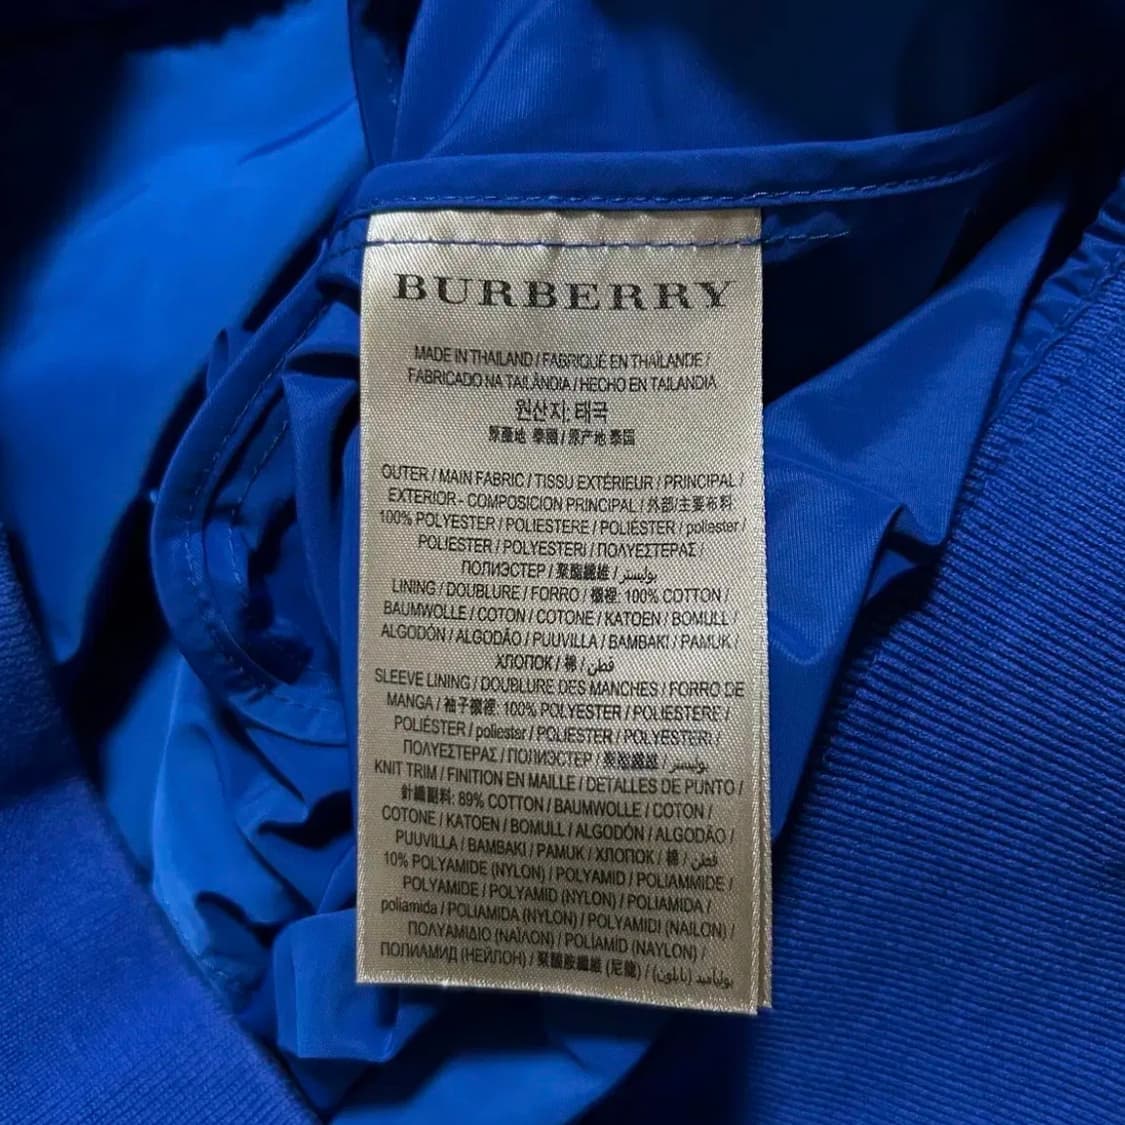 BURBERRY
MADE IN THAILAND / FABRIQUÉ EN THAÏLANDE /
FABRICADO NA TAILÂNDIA / HECHO EN TAILANDIA
원산지: 태국
原產地 泰國 / 原产地 泰国
OUTER / MAIN FABRIC / TISSU EXTÉRIEUR / PRINCIPAL /
EXTERIOR - COMPOSICION PRINCIPAL / 外部/主要布料
100% POLYESTER / POLIESTERE / POLIÉSTER / poliester /
POLIESTER / POLYESTERI / ΠΟΛΥΕΣΤΕΡΑΣ /
ПОЛИЭСТЕР / 聚酯纖維 / بوليستر /
LINING / DOUBLURE / FORRO / 襯裡: 100% COTTON /
BAUMWOLLE / COTON / COTONE / KATOEN / BOMULL /
ALGODÓN / ALGODÃO / PUUVILLA / BAMBAKI / PAMUK /
ХЛОПОК / 棉 / قطن /
SLEEVE LINING / DOUBLURE DES MANCHES / FORRO DE
MANGA / 袖子襯裡: 100% POLYESTER / POLIESTERE /
POLIÉSTER / poliester / POLIESTER / POLYESTERI /
ΠΟΛΥΕΣΤΕΡΑΣ / ПОЛИЭСТЕР / 聚酯纖維 / بوليستر /
KNIT TRIM / FINITION EN MAILLE / DETALLES DE PUNTO /
針織副料: 89% COTTON / BAUMWOLLE / COTON /
COTONE / KATOEN / BOMULL / ALGODÓN / ALGODÃO /
PUUVILLA / BAMBAKI / PAMUK / ХЛОПОК / 棉 / قطن /
10% POLYAMIDE (NYLON) / POLYAMID / POLIAMMIDE /
POLYAMIDE / POLYAMID (NYLON) / POLIAMIDA /
poliamida / POLIAMIDA (NYLON) / POLYAMIDI (NAILON) /
ΠΟΛΥΑΜΙΔΙΟ (ΝΑΪΛΟΝ) / POLİAMİD (NAYLON) /
ПОЛИАМИД (НЕЙЛОН) / 聚酰胺纖維 (尼龍) / بولياميد (نايلون) /